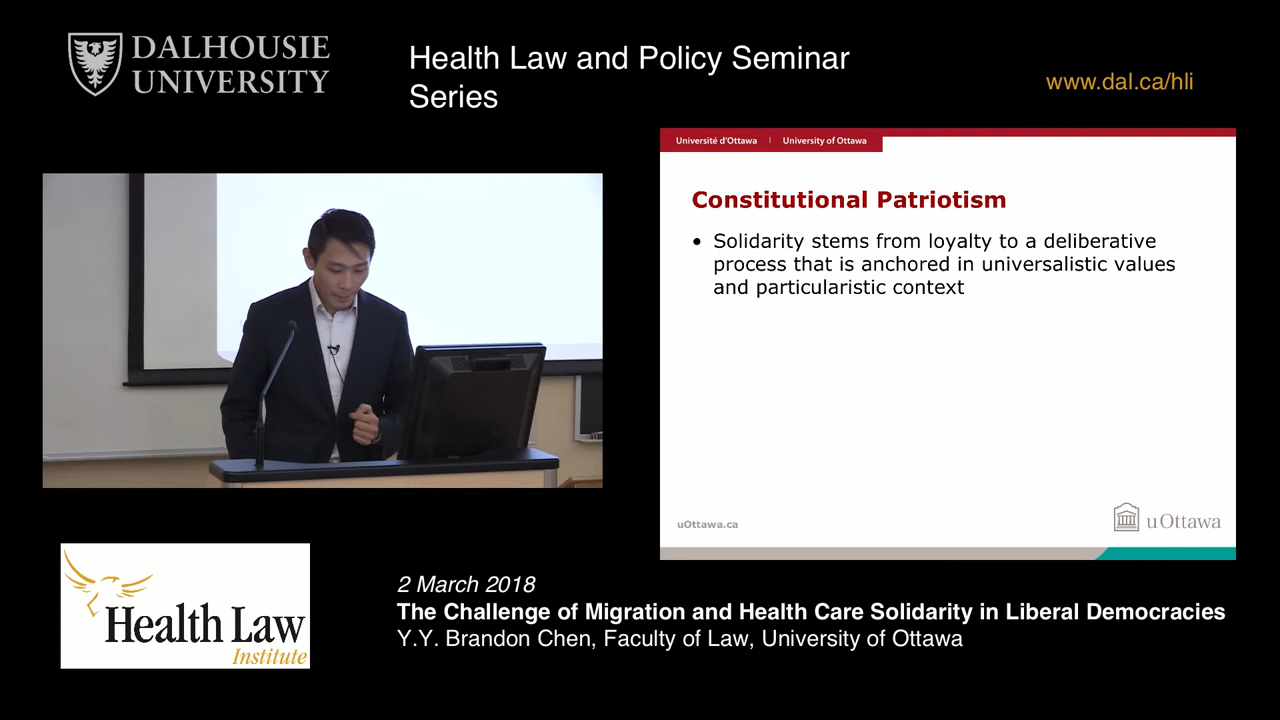 DALHOUSIE
UNIVERSITY
Health Law and Policy Seminar
Series
www.dal.ca/hli
Université d'Ottawa | University of Ottawa
Constitutional Patriotism
• Solidarity stems from loyalty to a deliberative
process that is anchored in universalistic values
and particularistic context
uOttawa.ca
uOttawa
Health Law
Institute
2 March 2018
The Challenge of Migration and Health Care Solidarity in Liberal Democracies
Y.Y. Brandon Chen, Faculty of Law, University of Ottawa